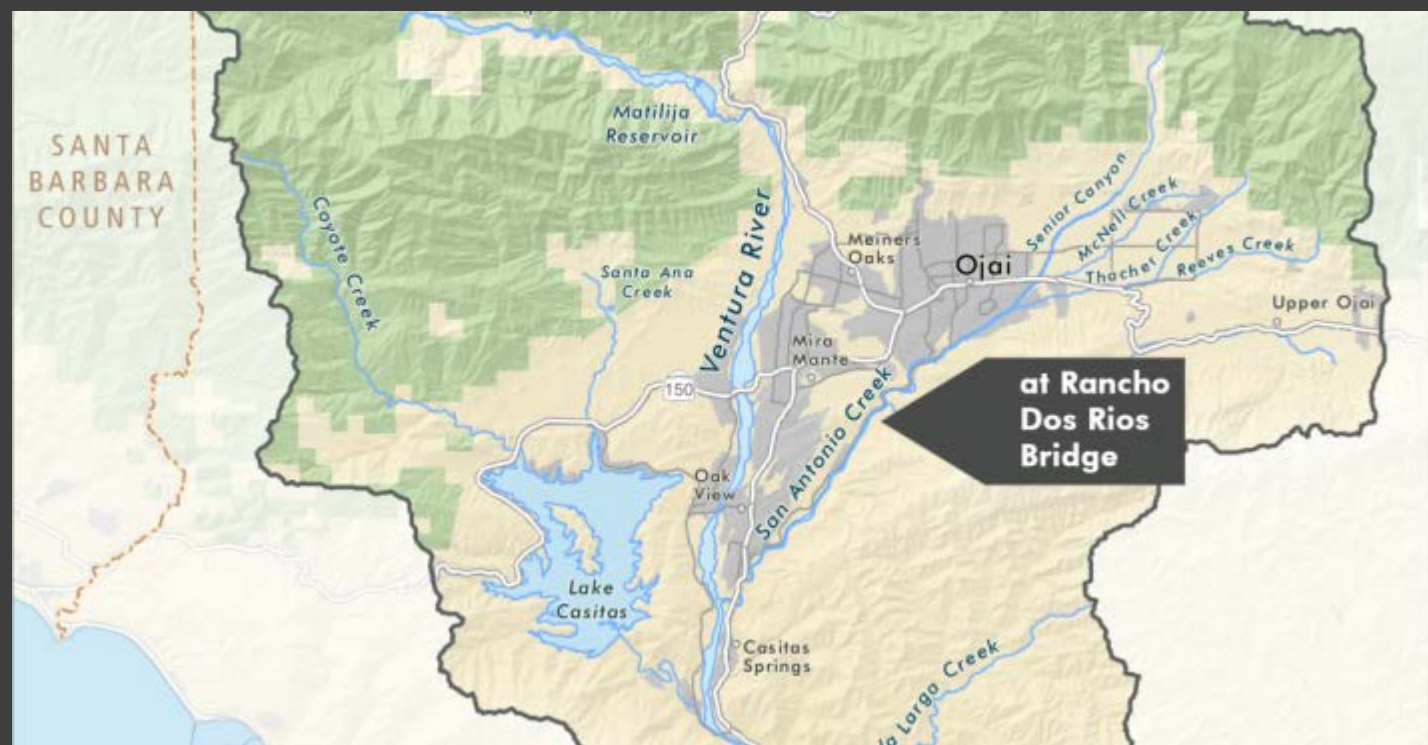 Matilija
Reservoir
SANTA
BARBARA
COUNTY
Coyote Creek
Santa Ana
Creek
Ventura River
Meiners
Oaks
Ojai
Senior Canyon
McNell Creek
Thacher Creek
Reeves Creek
Upper Ojai
Mira
Mante
150
at Rancho
Dos Rios
Bridge
San Antonio Creek
Oak
View
Lake
Casitas
Casitas
Springs
Larga Creek